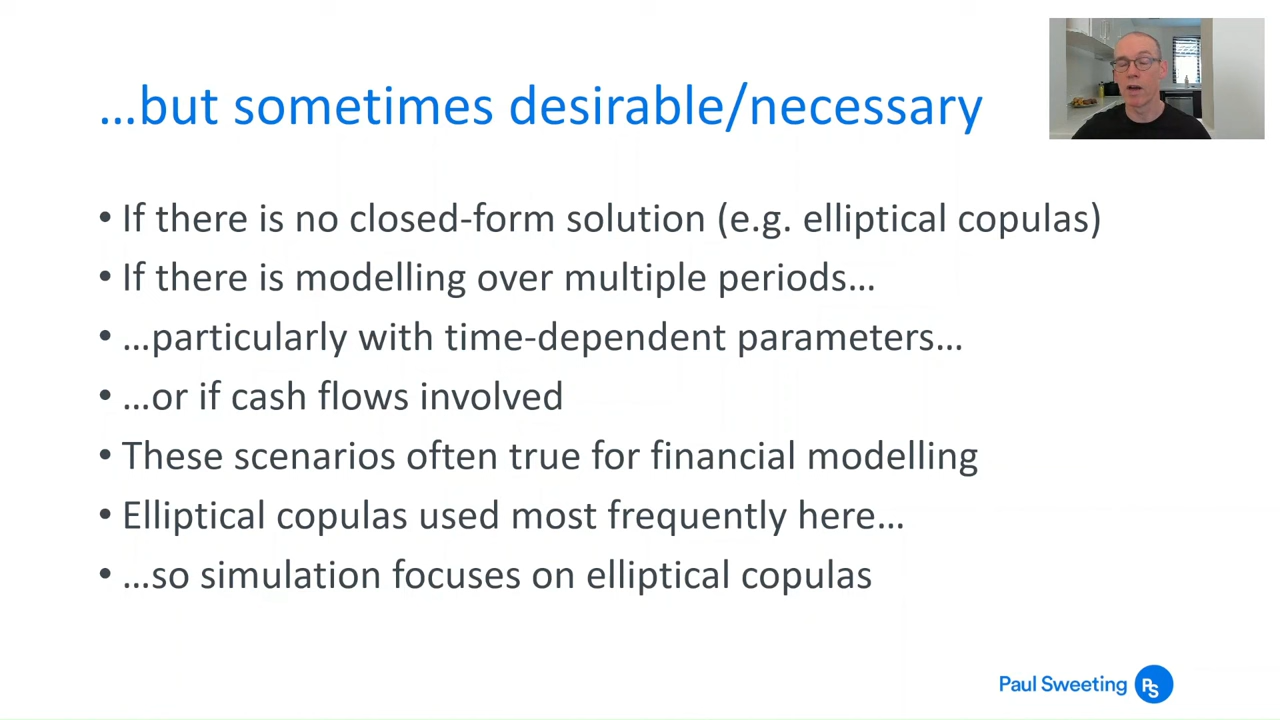 …but sometimes desirable/necessary
• If there is no closed-form solution (e.g. elliptical copulas)
• If there is modelling over multiple periods…
• …particularly with time-dependent parameters…
• …or if cash flows involved
• These scenarios often true for financial modelling
• Elliptical copulas used most frequently here…
• …so simulation focuses on elliptical copulas
Paul Sweeting PS